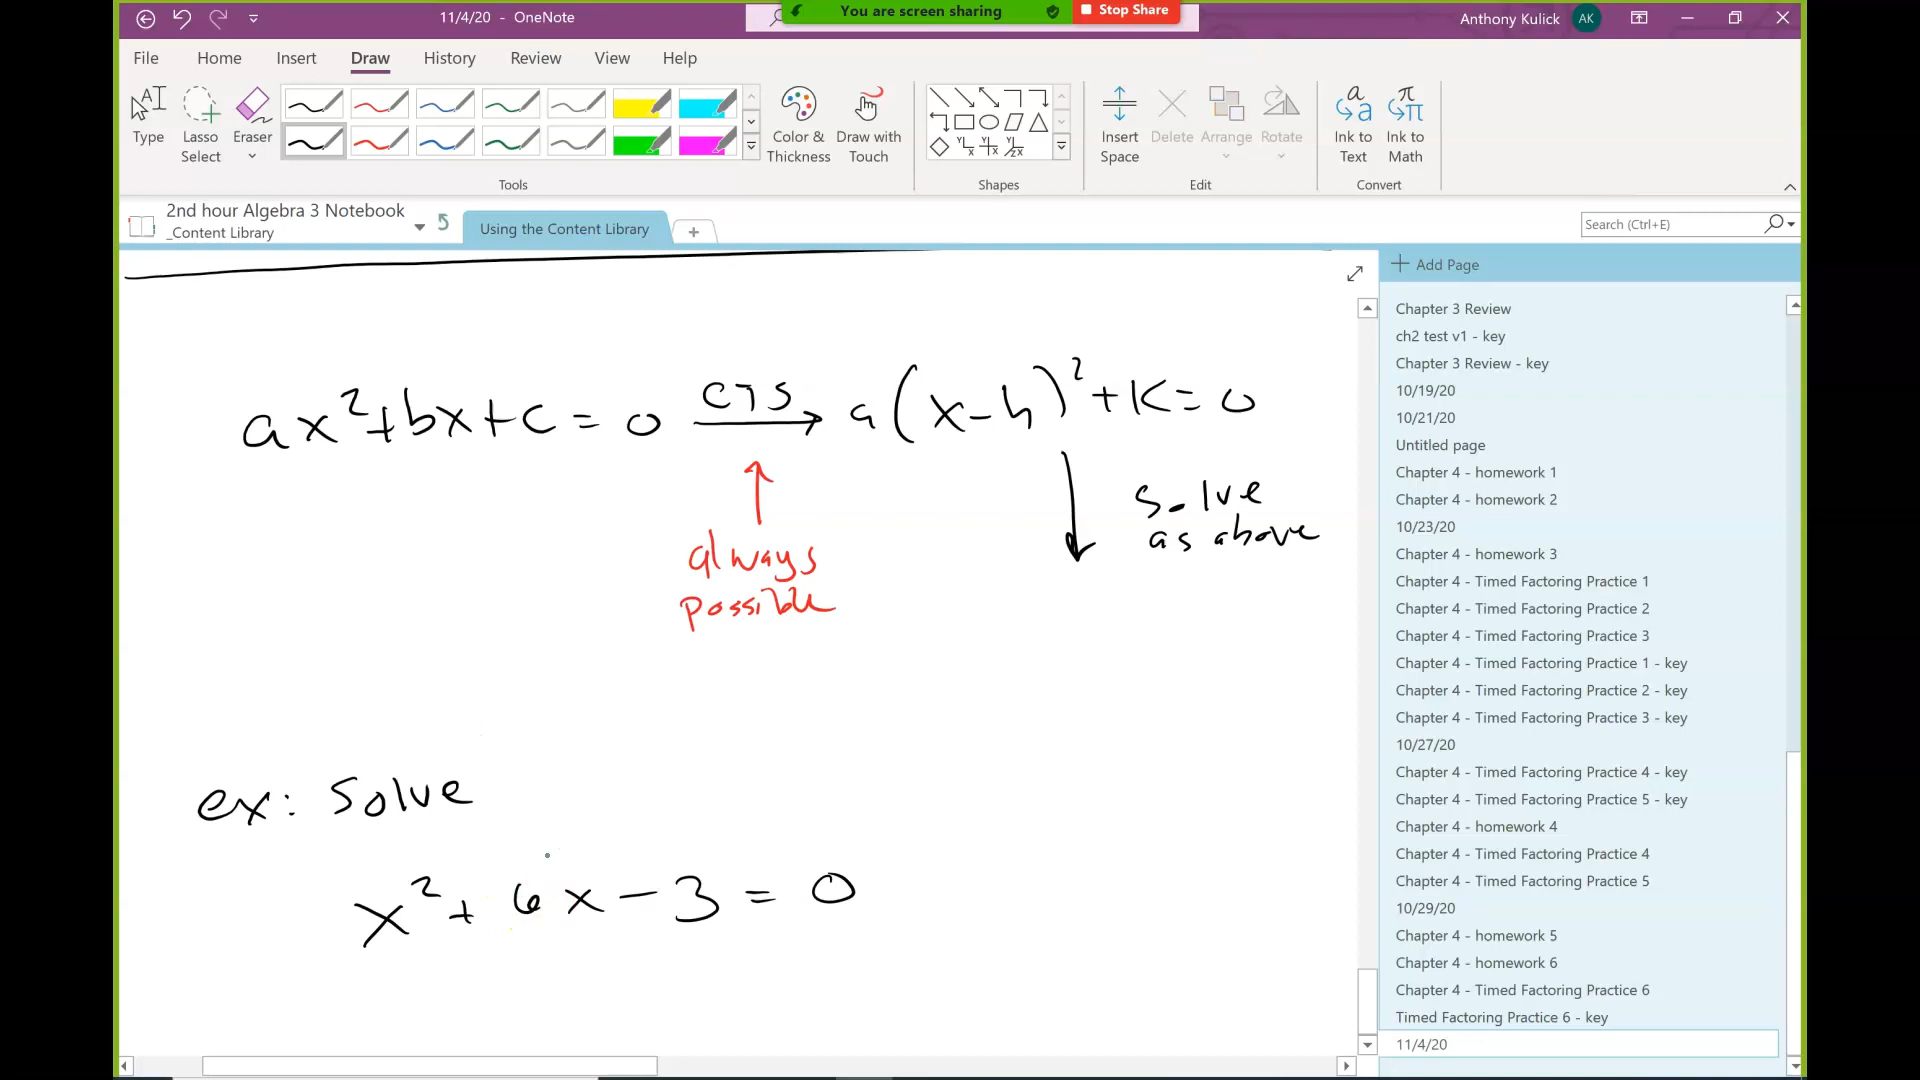 11/4/20 - OneNote
You are screen sharing
Stop Share
Anthony Kulick
AK
File Home Insert Draw History Review View Help
Type
Lasso Select
Eraser
Color & Thickness
Draw with Touch
Insert Space
Delete
Arrange
Rotate
Ink to Text
Ink to Math
Tools
Shapes
Edit
Convert
2nd hour Algebra 3 Notebook
_Content Library
Using the Content Library
Search (Ctrl+E)
ax²+bx+c = 0 CTS → a(x-h)²+K=0
always
possible
solve
as above
ex: Solve
x²+6x-3=0
Add Page
Chapter 3 Review
ch2 test v1 - key
Chapter 3 Review - key
10/19/20
10/21/20
Untitled page
Chapter 4 - homework 1
Chapter 4 - homework 2
10/23/20
Chapter 4 - homework 3
Chapter 4 - Timed Factoring Practice 1
Chapter 4 - Timed Factoring Practice 2
Chapter 4 - Timed Factoring Practice 3
Chapter 4 - Timed Factoring Practice 1 - key
Chapter 4 - Timed Factoring Practice 2 - key
Chapter 4 - Timed Factoring Practice 3 - key
10/27/20
Chapter 4 - Timed Factoring Practice 4 - key
Chapter 4 - Timed Factoring Practice 5 - key
Chapter 4 - homework 4
Chapter 4 - Timed Factoring Practice 4
Chapter 4 - Timed Factoring Practice 5
10/29/20
Chapter 4 - homework 5
Chapter 4 - homework 6
Chapter 4 - Timed Factoring Practice 6
Timed Factoring Practice 6 - key
11/4/20